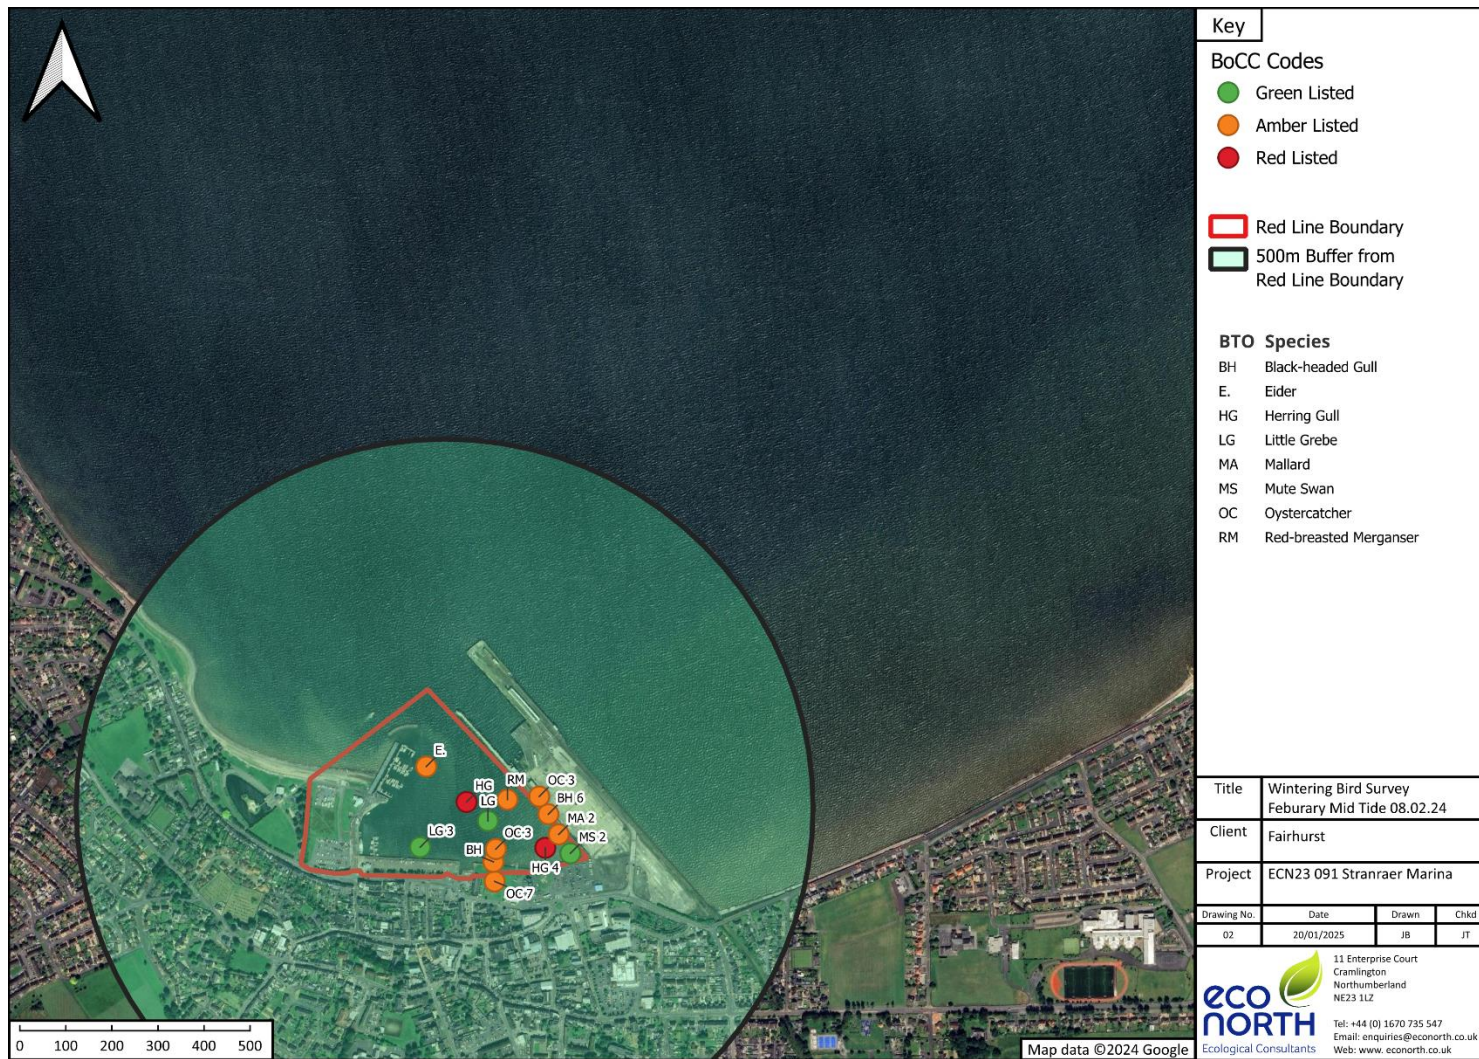 Key
BoCC Codes
Green Listed
Amber Listed
Red Listed
Red Line Boundary
500m Buffer from
Red Line Boundary
BTO Species
BH Black-headed Gull
E. Eider
HG Herring Gull
LG Little Grebe
MA Mallard
MS Mute Swan
OC Oystercatcher
RM Red-breasted Merganser
E.
HG
RM
OC 3
LG
BH 6
MA 2
LG 3
OC 3
MS 2
BH
HG 4
OC 7
Title Wintering Bird Survey
Feburary Mid Tide 08.02.24
Client Fairhurst
Project ECN23 091 Stranraer Marina
Drawing No. Date Drawn Chkd
02 20/01/2025 JB JT
eco
NORTH
Ecological Consultants
11 Enterprise Court
Cramlington
Northumberland
NE23 1LZ
Tel: +44 (0) 1670 735 547
Email: enquiries@econorth.co.uk
Web: www. econorth.co.uk
0 100 200 300 400 500
Map data ©2024 Google